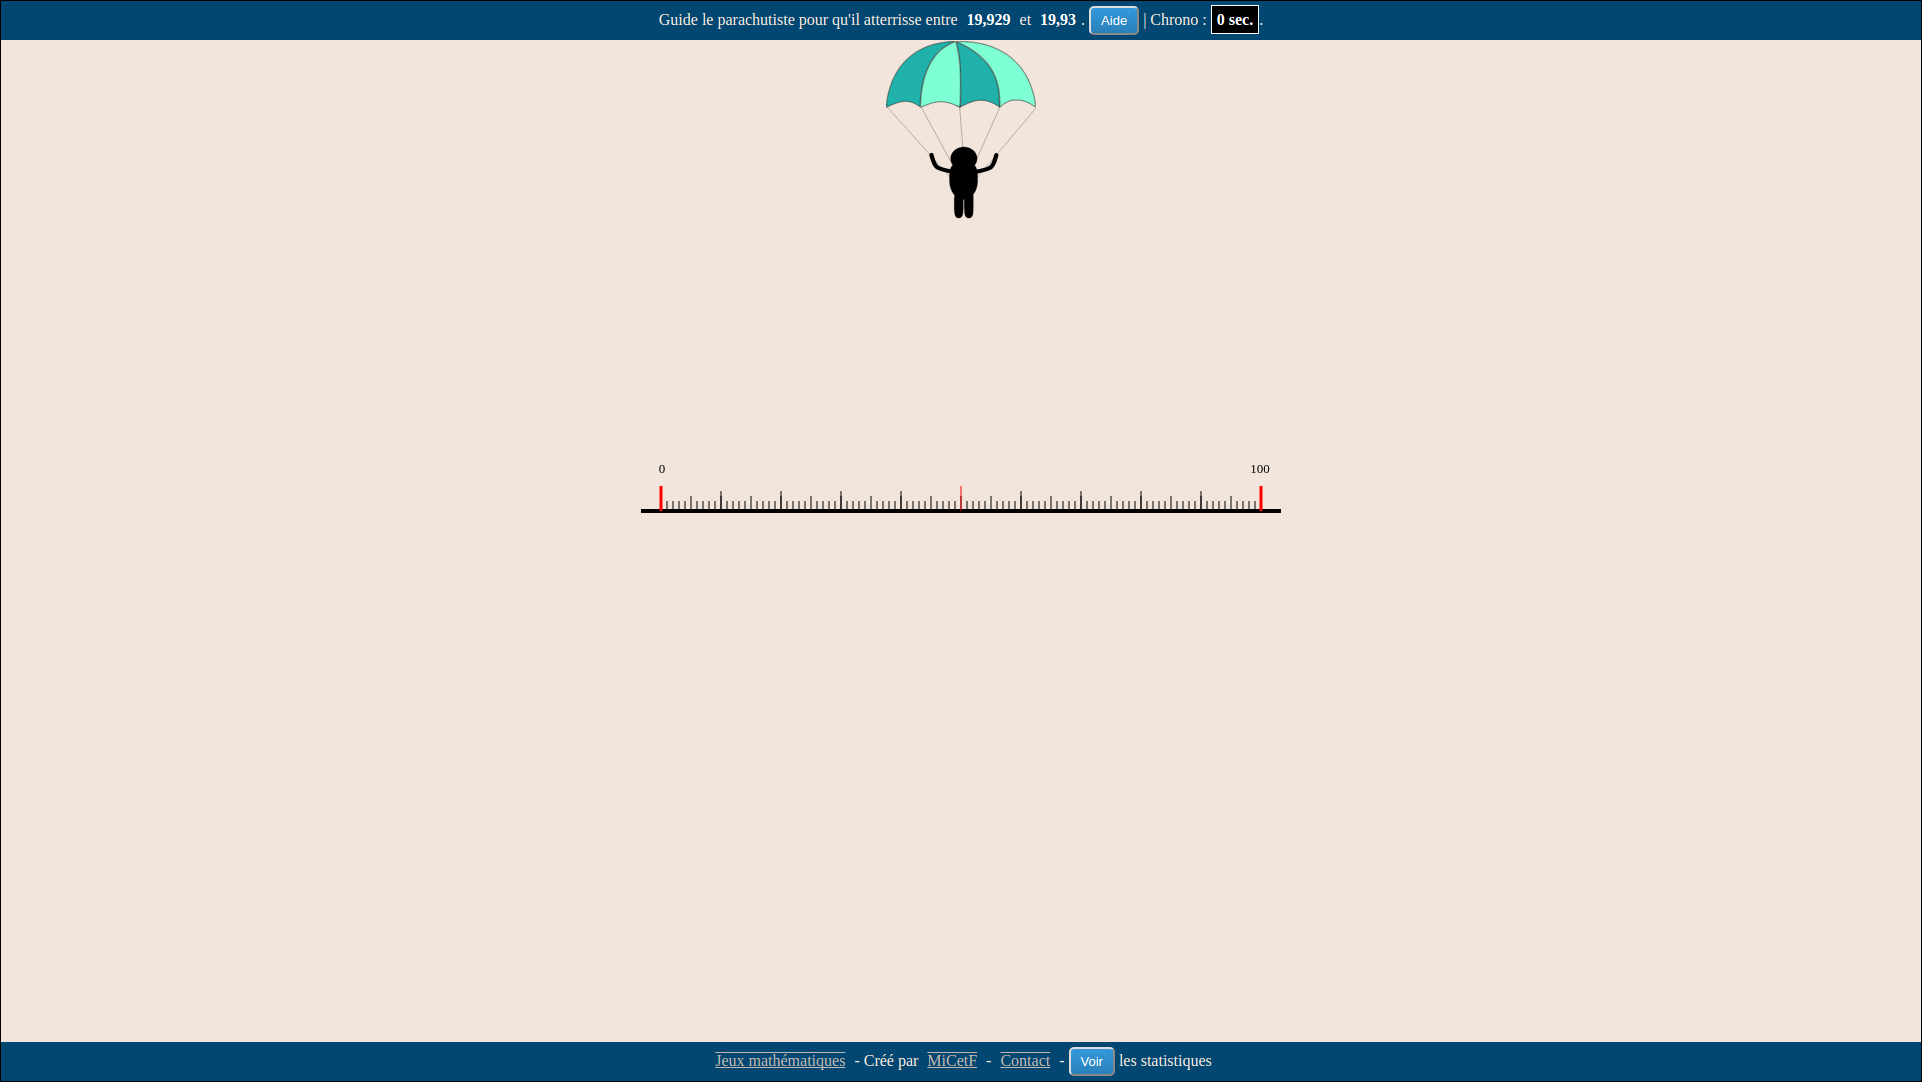 Guide le parachutiste pour qu'il atterrisse entre 19,929 et 19,93 . Aide | Chrono : 0 sec. .
0 100
Jeux mathématiques - Créé par MiCetF - Contact - Voir les statistiques